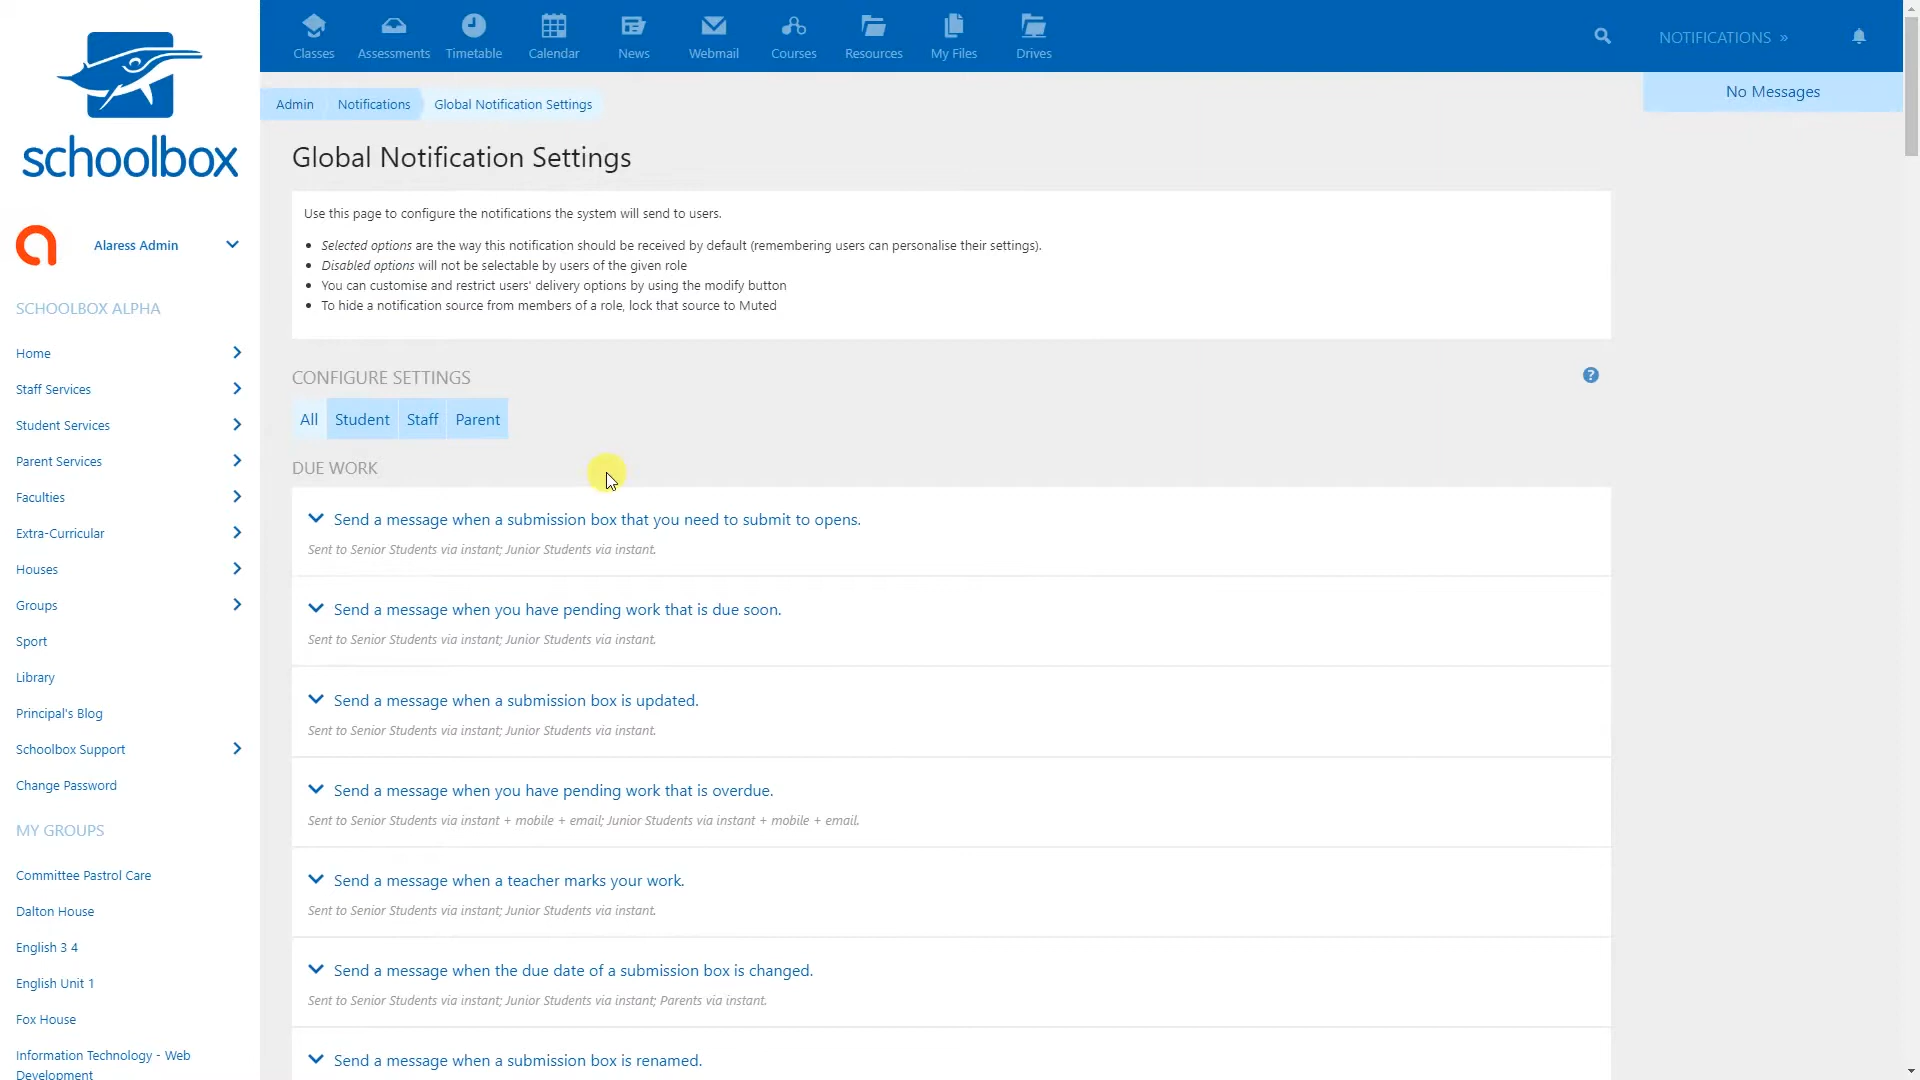 Classes
Assessments
Timetable
Calendar
News
Webmail
Courses
Resources
My Files
Drives
NOTIFICATIONS »
schoolbox
Alaress Admin
SCHOOLBOX ALPHA
Home
Staff Services
Student Services
Parent Services
Faculties
Extra-Curricular
Houses
Groups
Sport
Library
Principal's Blog
Schoolbox Support
Change Password
MY GROUPS
Committee Pastrol Care
Dalton House
English 3 4
English Unit 1
Fox House
Information Technology - Web
Development
Admin
Notifications
Global Notification Settings
No Messages
Global Notification Settings
Use this page to configure the notifications the system will send to users.
• Selected options are the way this notification should be received by default (remembering users can personalise their settings).
• Disabled options will not be selectable by users of the given role
• You can customise and restrict users' delivery options by using the modify button
• To hide a notification source from members of a role, lock that source to Muted
CONFIGURE SETTINGS
?
All
Student
Staff
Parent
DUE WORK
Send a message when a submission box that you need to submit to opens.
Sent to Senior Students via instant; Junior Students via instant.
Send a message when you have pending work that is due soon.
Sent to Senior Students via instant; Junior Students via instant.
Send a message when a submission box is updated.
Sent to Senior Students via instant; Junior Students via instant.
Send a message when you have pending work that is overdue.
Sent to Senior Students via instant + mobile + email; Junior Students via instant + mobile + email.
Send a message when a teacher marks your work.
Sent to Senior Students via instant; Junior Students via instant.
Send a message when the due date of a submission box is changed.
Sent to Senior Students via instant; Junior Students via instant; Parents via instant.
Send a message when a submission box is renamed.